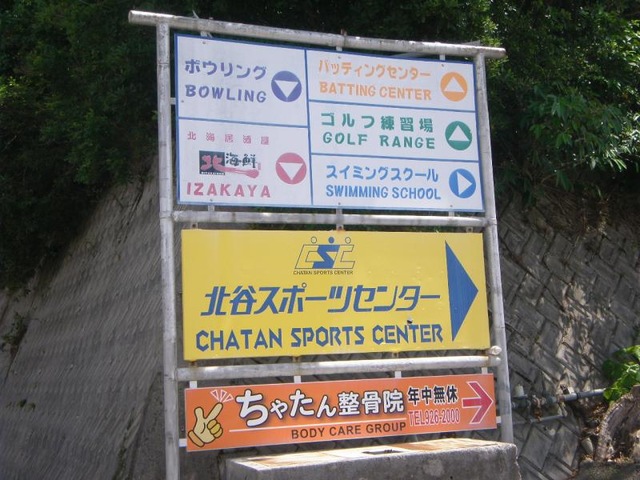 ボウリング
BOWLING
北海居酒屋
北海鮮
IZAKAYA
バッティングセンター
BATTING CENTER
ゴルフ練習場
GOLF RANGE
スイミングスクール
SWIMMING SCHOOL
CSC
CHATAN SPORTS CENTER
北谷スポーツセンター
CHATAN SPORTS CENTER
ちゃたん整骨院
年中無休
TEL926-2000
BODY CARE GROUP